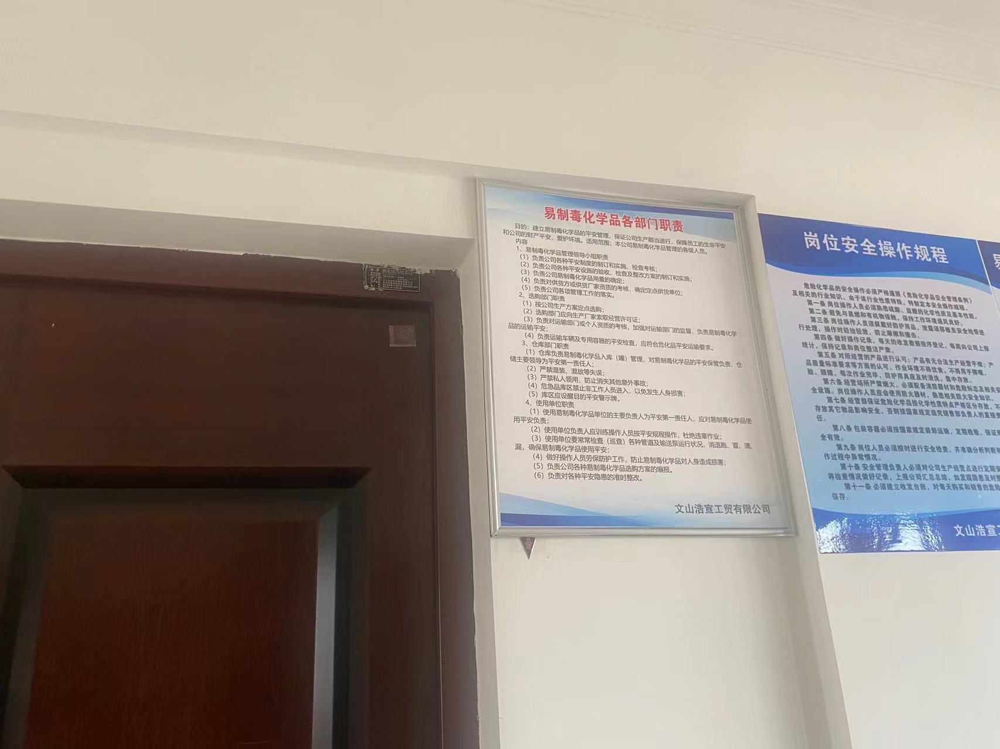 易制毒化学品各部门职责
目的：建立易制毒化学品的平安管理，保证公司生产顺当进行，保障员工的生命平安
和公司的财产平安，爱护环境。适用范围；本公司易制毒化学品管理的各级人员。
内容
1、易制毒化学品管理领导小组职责
（1）负责公司各种平安制度的制订和实施、检查考核；
（2）负责公司各种平安设施的验收、检查及整改方案的制订和实施；
（3）负责公司易制毒化学品用量的确定；
（4）负责对供货方或供货厂家资质的考核，确定定点供货单位；
（5）负责公司各项管理工作的落实。
2、选购部门职责
（1）按公司生产方案定点选购；
（2）选购部门应向生产厂家索取经营许可证；
（3）负责对运输部门或个人资质的考核，加强对运输部门的监督，负责易制毒化学
品的运输平安；
（4）负责运输车辆及专用容器的平安检查，应符合危化品平安运输要求。
3、仓库部门职责
（1）仓库负责易制毒化学品入库（罐）管理，对易制毒化学品的平安保管负责，仓
储主要领导为平安第一责任人；
（2）严禁混装、混放等失误；
（3）严禁私人领用，防止消失其他意外事故；
（4）危急品库区禁止非工作人员进入，以免发生人身损害；
（5）库区应设醒目的平安警示牌。
4、使用单位职责
（1）使用易制毒化学品单位的主要负责人为平安第一责任人，应对易制毒化学品使
用平安负责；
（2）使用单位负责人应训练操作人员按平安规程操作，杜绝违章作业；
（3）使用单位要常常检查（巡查）各种管道及输送泵运行状况，消退跑、冒、滴、
漏，确保易制毒化学品使用平安；
（4）做好操作人员劳保防护工作，防止易制毒化学品对人身造成损害；
（5）负责公司各种易制毒化学品选购方案的编报。
（6）负责对各种平安隐患的准时整改。
文山浩宣工贸有限公司
岗位安全操作规程
危险化学品的安全操作必须严格遵照《危险化学品安全管理条例》
及相关的行业知识。由于该行业性质特殊，特制定本安全操作规程。
第一条 岗位操作人员必须熟悉硫酸、盐酸的化学性质及基本性能。
第二条 避免与易燃和有机物接触，保持工作环境通风良好。
第三条 岗位操作人员须佩戴好防护用品，泄露须移植至安全地带进
行处理，操作时轻抬轻放，防止摩擦和撞击。
第四条 做好操作记录，每天的收发数据按序登记，每周向公司上报
统计，保持记录和岗位整洁严肃。
第五条 对所经营的产品进行认可；产品有无合法生产经营手续；产
品质量标准要求等方面的认可。作业环境不得饮食，不得用手擦嘴、
脸、眼睛，每次作业完毕，防护用具应及时清洗，集中存放。
第六条 经营场所严禁烟火，必须配备消防器材和危险标志及相关安
全设施。岗位操作人员应会使用防火器材，熟悉相关防火安全知识。
第七条 经营部保证危险化学品按化学性质特点严格区分存放，不
存放其它物品影响安全，否则按国家规定追究销售部负责人的直接责
任。
第八条 包装容器必须按国家规定装卸运输，定期检验，保证
全有效。
第九条 岗位人员必须按时进行安全检查，并准确分析判断
作过程中异常情况。
第十条 安全管理负责人必须对公司生产经营点进行定期安
将检查情况做好记录，上报公司汇总总结，如发现隐患及时
第十一条 必须建立收发台账，对每天购买和销售的危险
保存。
文山浩宣